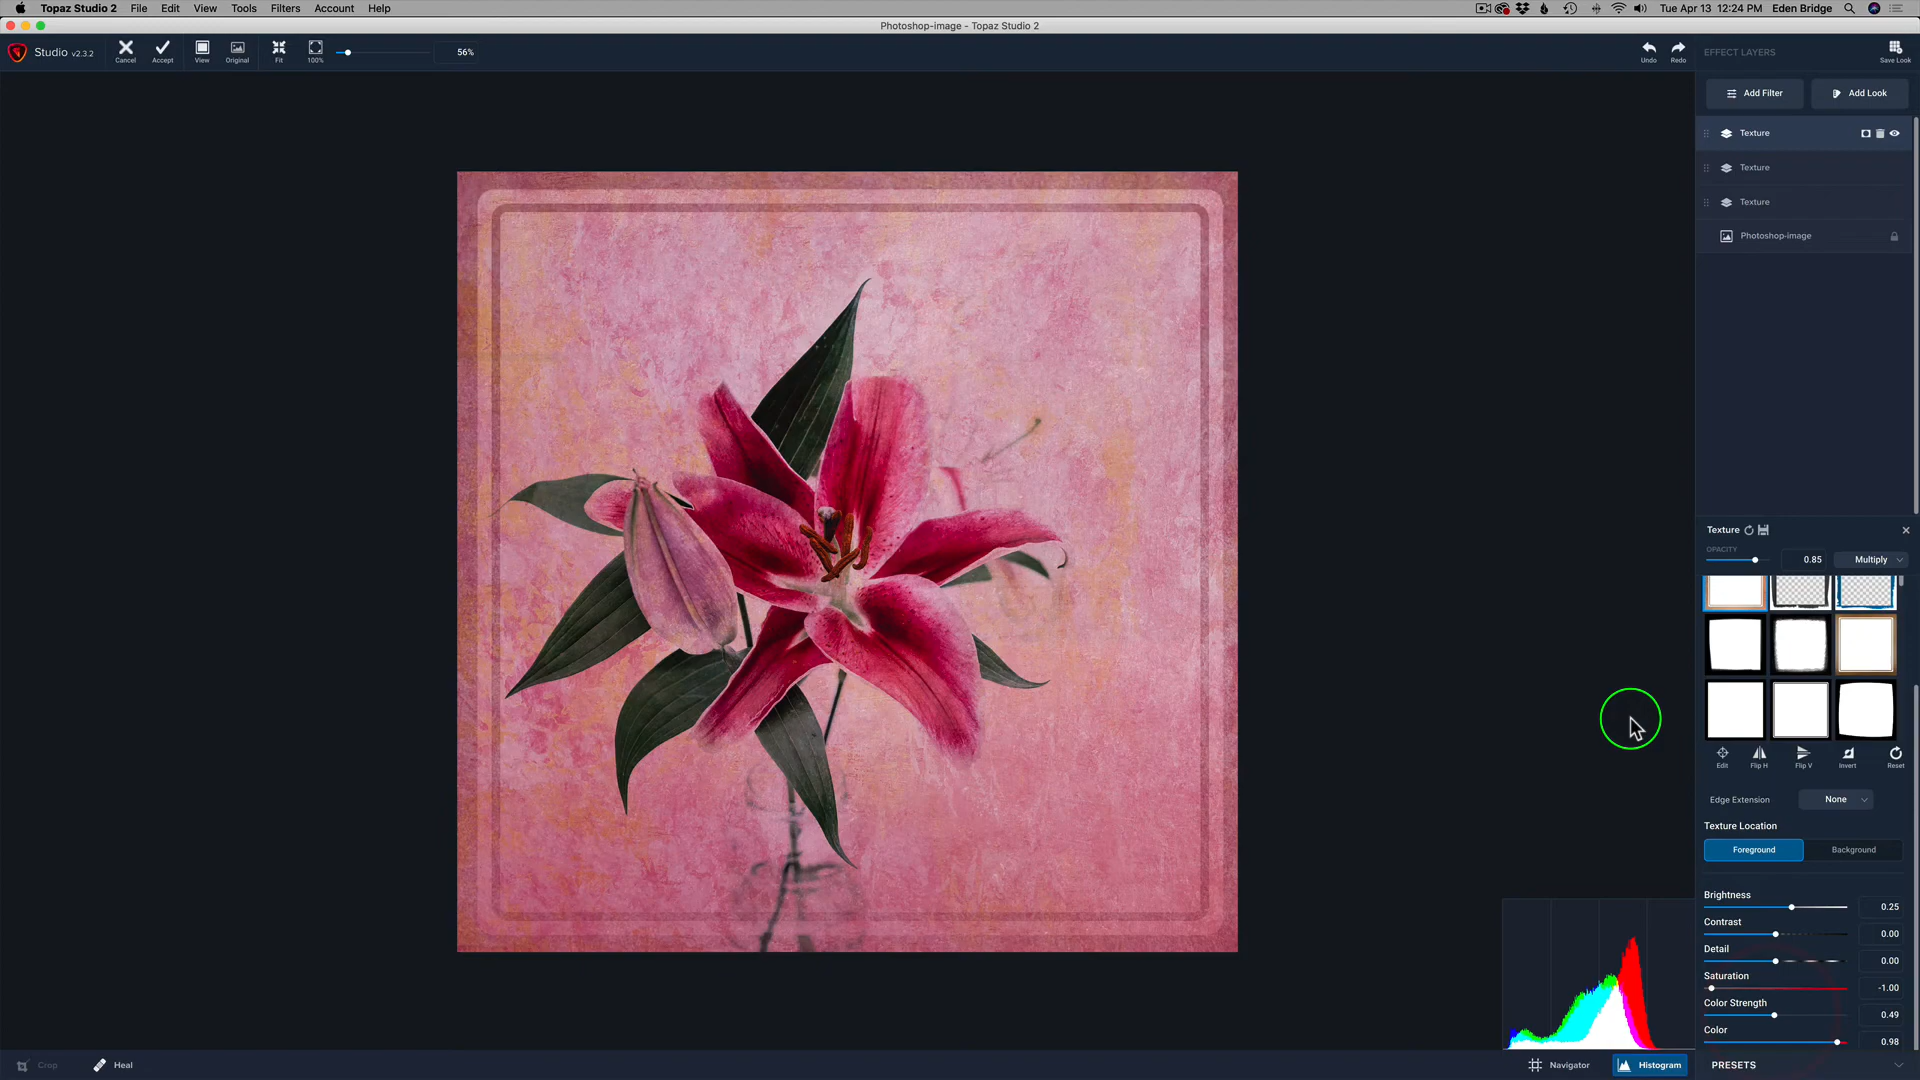 Topaz Studio 2 File Edit View Tools Filters Account Help Tue Apr 13 12:24 PM Eden Bridge
Photoshop-image - Topaz Studio 2
Studio v2.3.2 Cancel Accept View Original Fit 100% 56% Undo Redo EFFECT LAYERS Save Look
Add Filter Add Look
Texture
Texture
Texture
Photoshop-image
Texture
OPACITY 0.85 Multiply
Edit Flip H Flip V Invert Reset
Edge Extension None
Texture Location
Foreground Background
Brightness 0.25
Contrast 0.00
Detail 0.00
Saturation -1.00
Color Strength 0.49
Color 0.98
Crop Heal Navigator Histogram PRESETS